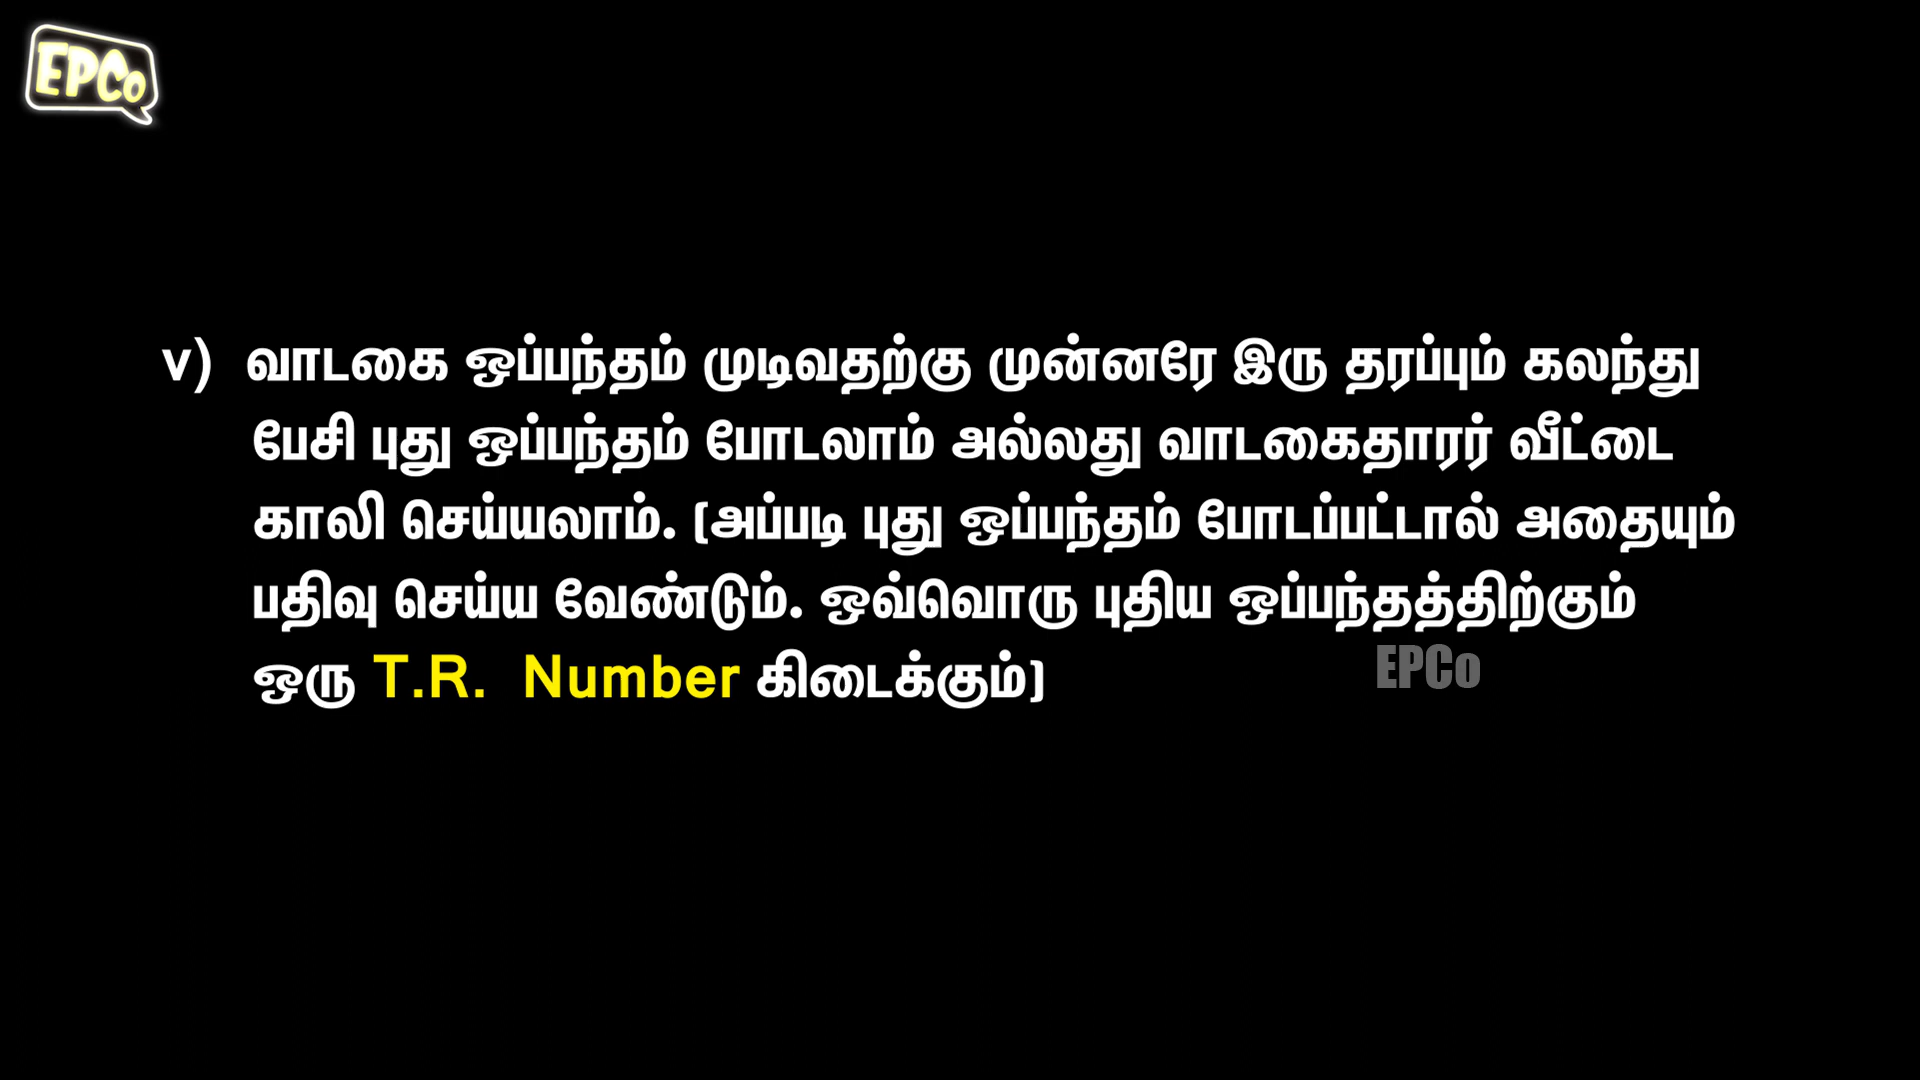 EPCo
v) வாடகை ஒப்பந்தம் முடிவதற்கு முன்னரே இரு தரப்பும் கலந்து
பேசி புது ஒப்பந்தம் போடலாம் அல்லது வாடகைதாரர் வீட்டை
காலி செய்யலாம். (அப்படி புது ஒப்பந்தம் போடப்பட்டால் அதையும்
பதிவு செய்ய வேண்டும். ஒவ்வொரு புதிய ஒப்பந்தத்திற்கும்
ஒரு T.R. Number கிடைக்கும்)
EPCo